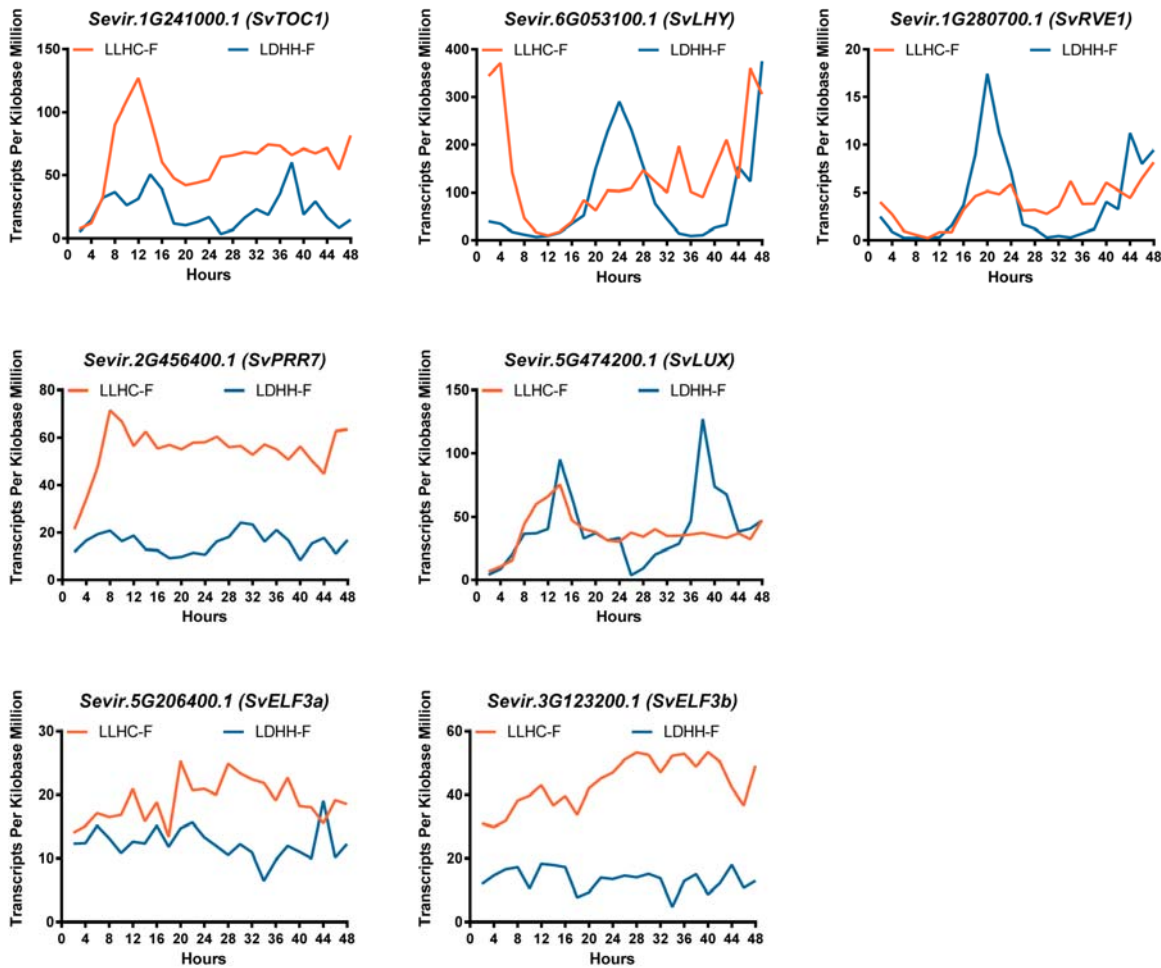 Sevir.1G241000.1 (SvTOC1)
LLHC-F LDHH-F
Transcripts Per Kilobase Million
150
100
50
0
0 4 8 12 16 20 24 28 32 36 40 44 48
Hours
Sevir.6G053100.1 (SvLHY)
LLHC-F LDHH-F
Transcripts Per Kilobase Million
400
300
200
100
0
0 4 8 12 16 20 24 28 32 36 40 44 48
Hours
Sevir.1G280700.1 (SvRVE1)
LLHC-F LDHH-F
Transcripts Per Kilobase Million
20
15
10
5
0
0 4 8 12 16 20 24 28 32 36 40 44 48
Hours
Sevir.2G456400.1 (SvPRR7)
LLHC-F LDHH-F
Transcripts Per Kilobase Million
80
60
40
20
0
0 4 8 12 16 20 24 28 32 36 40 44 48
Hours
Sevir.5G474200.1 (SvLUX)
LLHC-F LDHH-F
Transcripts Per Kilobase Million
150
100
50
0
0 4 8 12 16 20 24 28 32 36 40 44 48
Hours
Sevir.5G206400.1 (SvELF3a)
LLHC-F LDHH-F
Transcripts Per Kilobase Million
30
20
10
0
0 4 8 12 16 20 24 28 32 36 40 44 48
Hours
Sevir.3G123200.1 (SvELF3b)
LLHC-F LDHH-F
Transcripts Per Kilobase Million
60
40
20
0
0 4 8 12 16 20 24 28 32 36 40 44 48
Hours